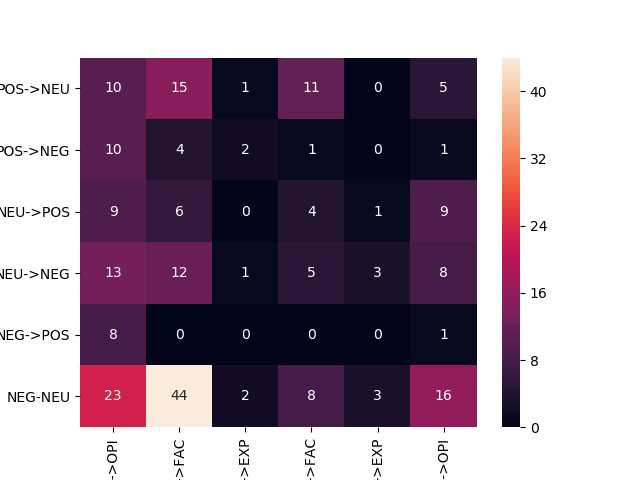 POS->NEU 10 15 1 11 0 5
POS->NEG 10 4 2 1 0 1
NEU->POS 9 6 0 4 1 9
NEU->NEG 13 12 1 5 3 8
NEG->POS 8 0 0 0 0 1
NEG-NEU 23 44 2 8 3 16
->OPI ->FAC ->EXP ->FAC ->EXP ->OPI
40
32
24
16
8
0